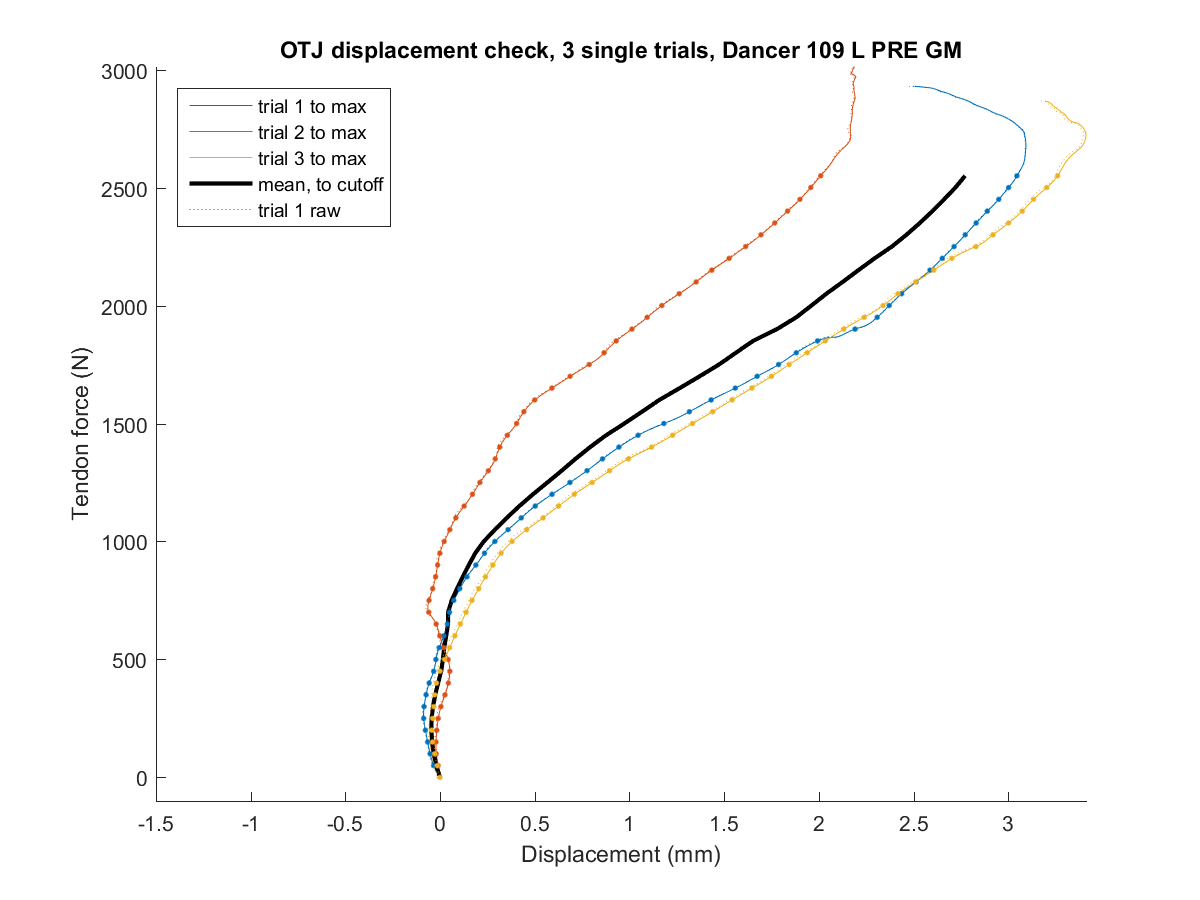 OTJ displacement check, 3 single trials, Dancer 109 L PRE GM
trial 1 to max
trial 2 to max
trial 3 to max
mean, to cutoff
trial 1 raw
3000
2500
2000
1500
1000
500
0
Tendon force (N)
-1.5 -1 -0.5 0 0.5 1 1.5 2 2.5 3
Displacement (mm)